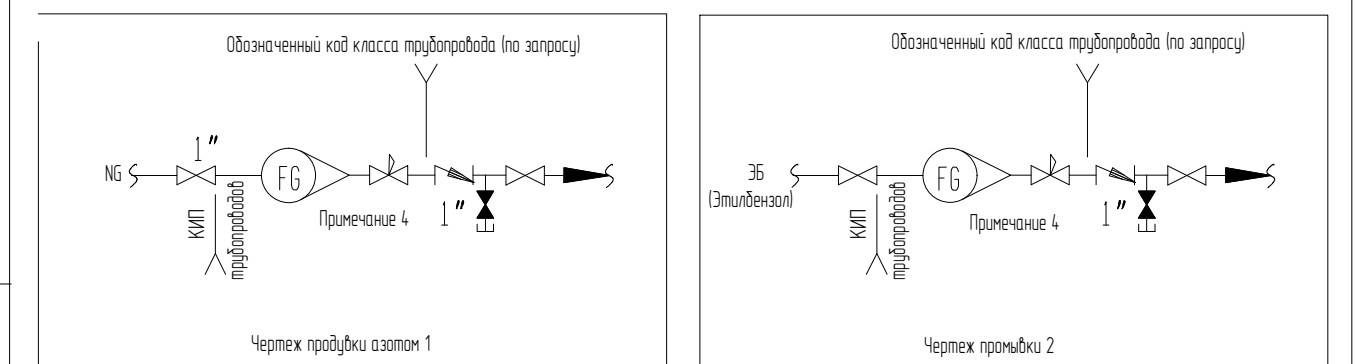 Обозначенный код класса трубопровода (по запросу)
1"
NG
FG
КИП
трубопроводов
Примечание 4
1"
Чертеж продувки азотом 1
Обозначенный код класса трубопровода (по запросу)
ЭБ
(Этилбензол)
FG
КИП
трубопроводов
Примечание 4
1"
Чертеж промывки 2